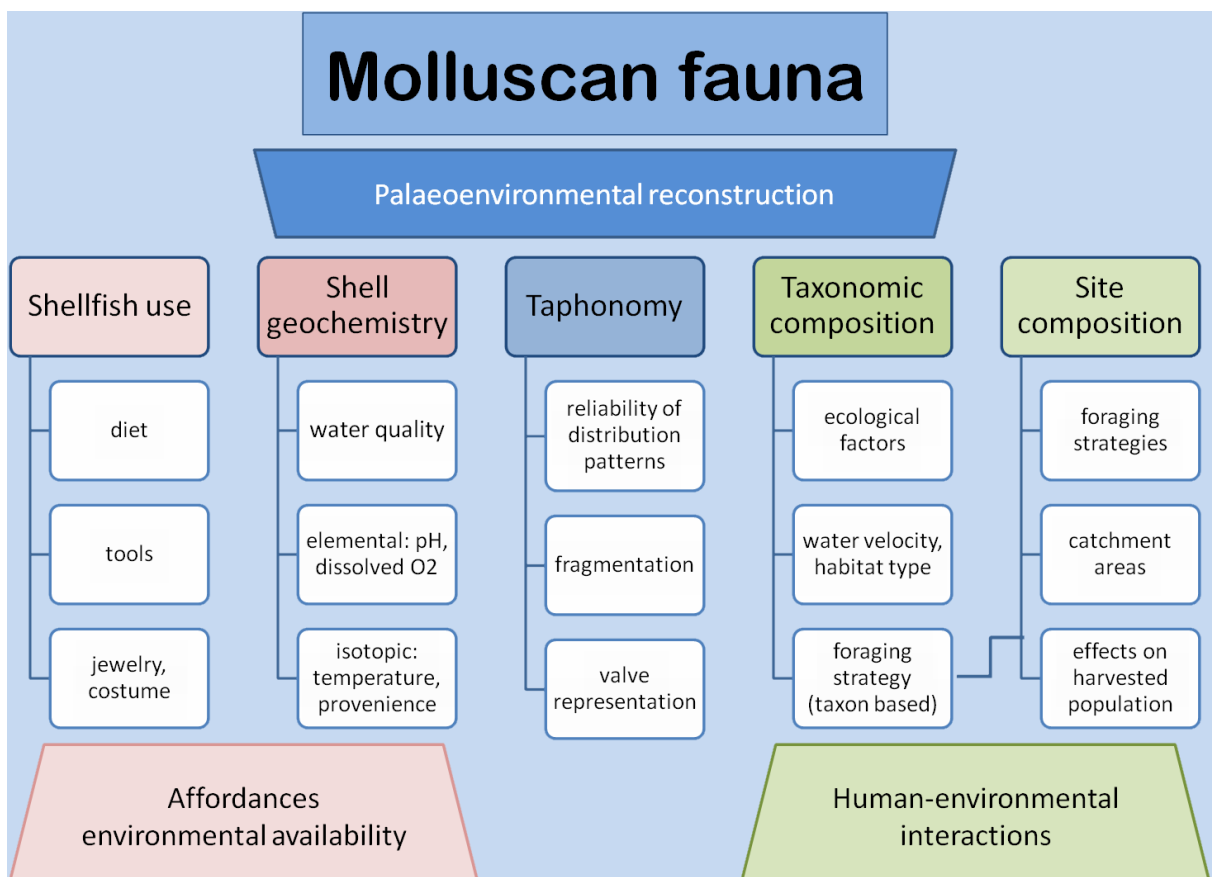 Molluscan fauna
Palaeoenvironmental reconstruction
Shellfish use
diet
tools
jewelry,
costume
Shell
geochemistry
water quality
elemental: pH,
dissolved O2
isotopic:
temperature,
provenience
Taphonomy
reliability of
distribution
patterns
fragmentation
valve
representation
Taxonomic
composition
ecological
factors
water velocity,
habitat type
foraging
strategy
(taxon based)
Site
composition
foraging
strategies
catchment
areas
effects on
harvested
population
Affordances
environmental availability
Human-environmental
interactions